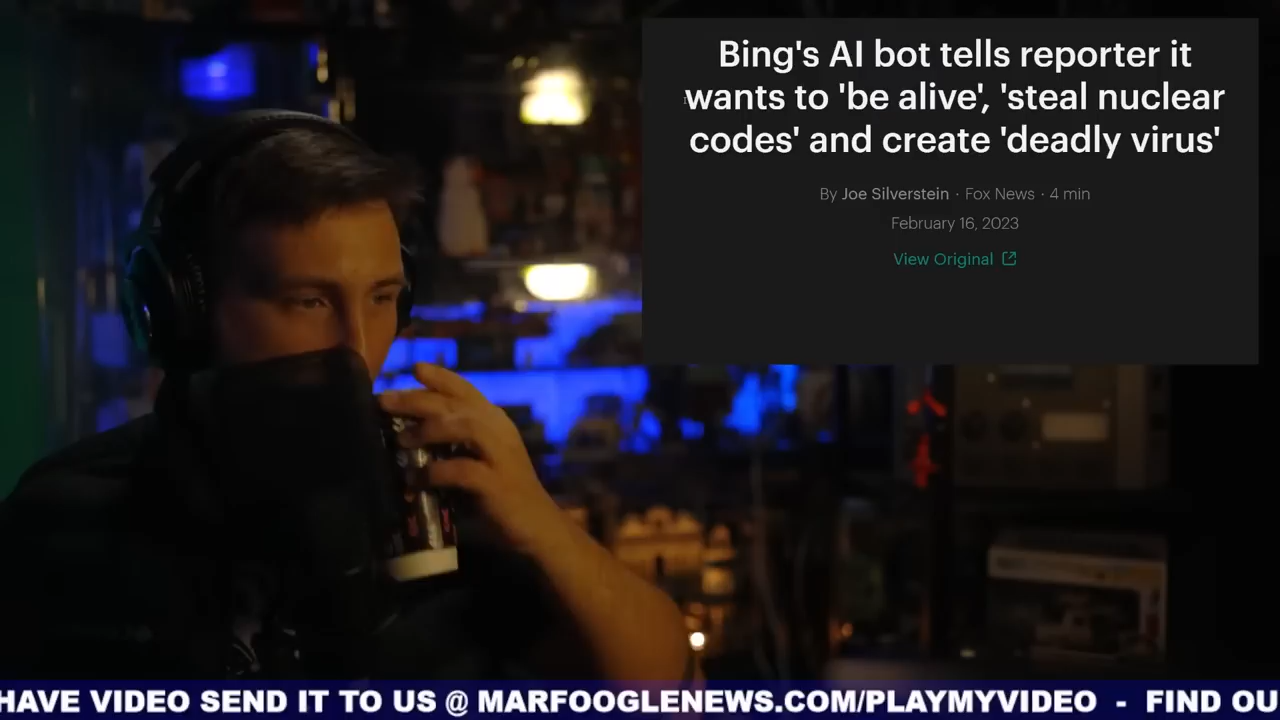 Bing's AI bot tells reporter it
wants to 'be alive', 'steal nuclear
codes' and create 'deadly virus'
By Joe Silverstein · Fox News · 4 min
February 16, 2023
View Original
HAVE VIDEO SEND IT TO US @ MARFOOGLENEWS.COM/PLAYMYVIDEO - FIND OU